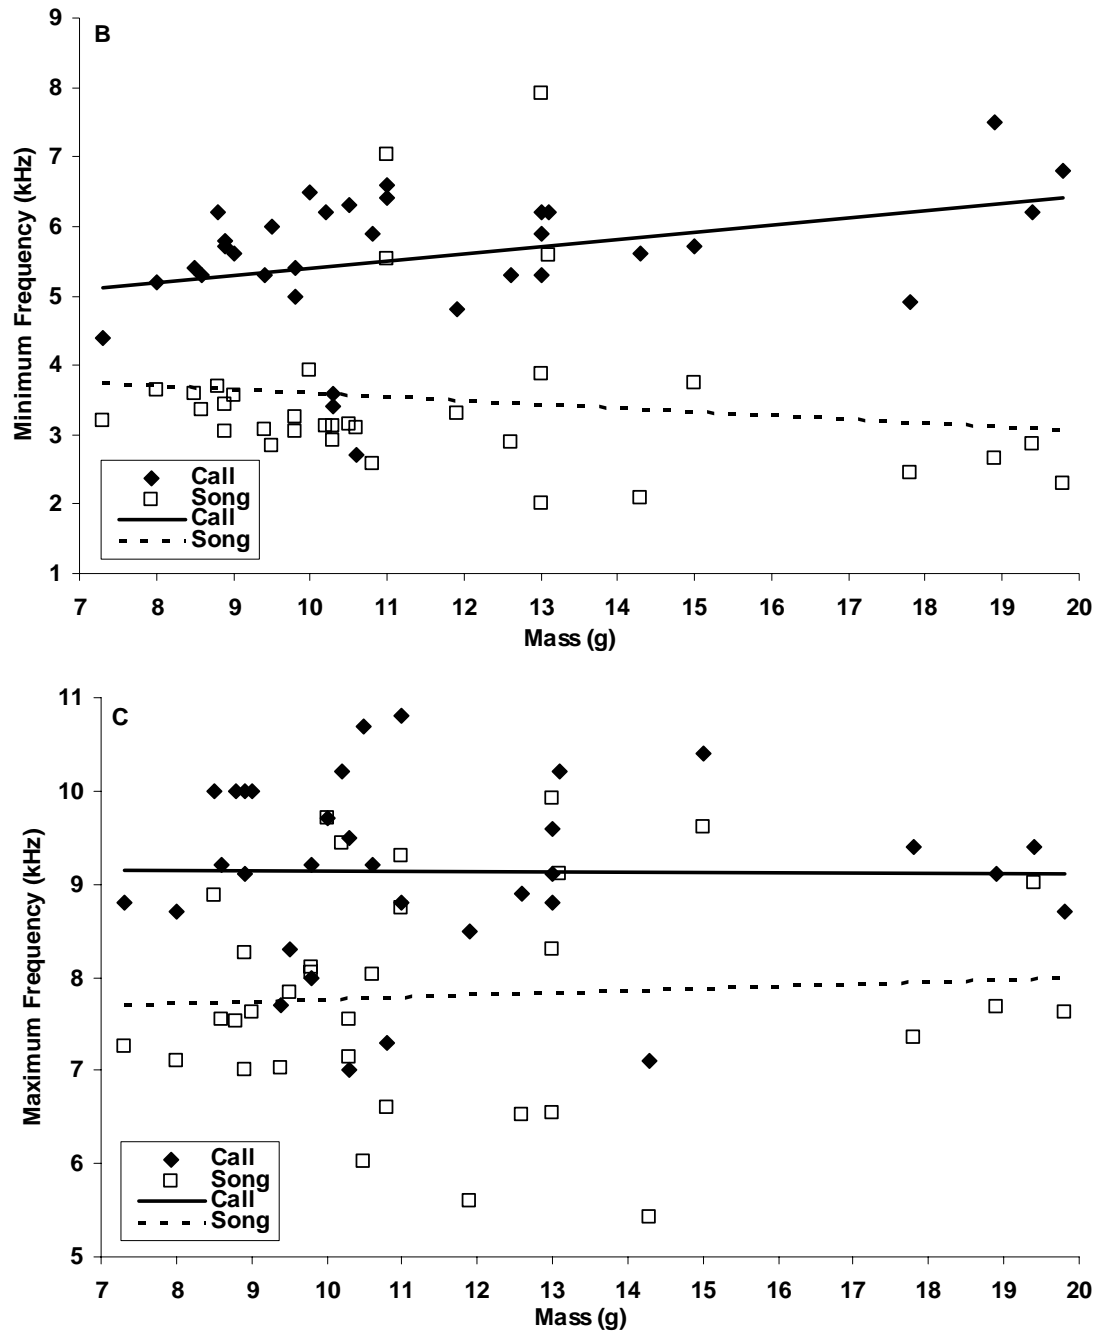 B
9
8
7
6
5
4
3
2
1
Minimum Frequency (kHz)
Call
Song
Call
Song
7 8 9 10 11 12 13 14 15 16 17 18 19 20
Mass (g)
C
11
10
9
8
7
6
5
Maximum Frequency (kHz)
Call
Song
Call
Song
7 8 9 10 11 12 13 14 15 16 17 18 19 20
Mass (g)